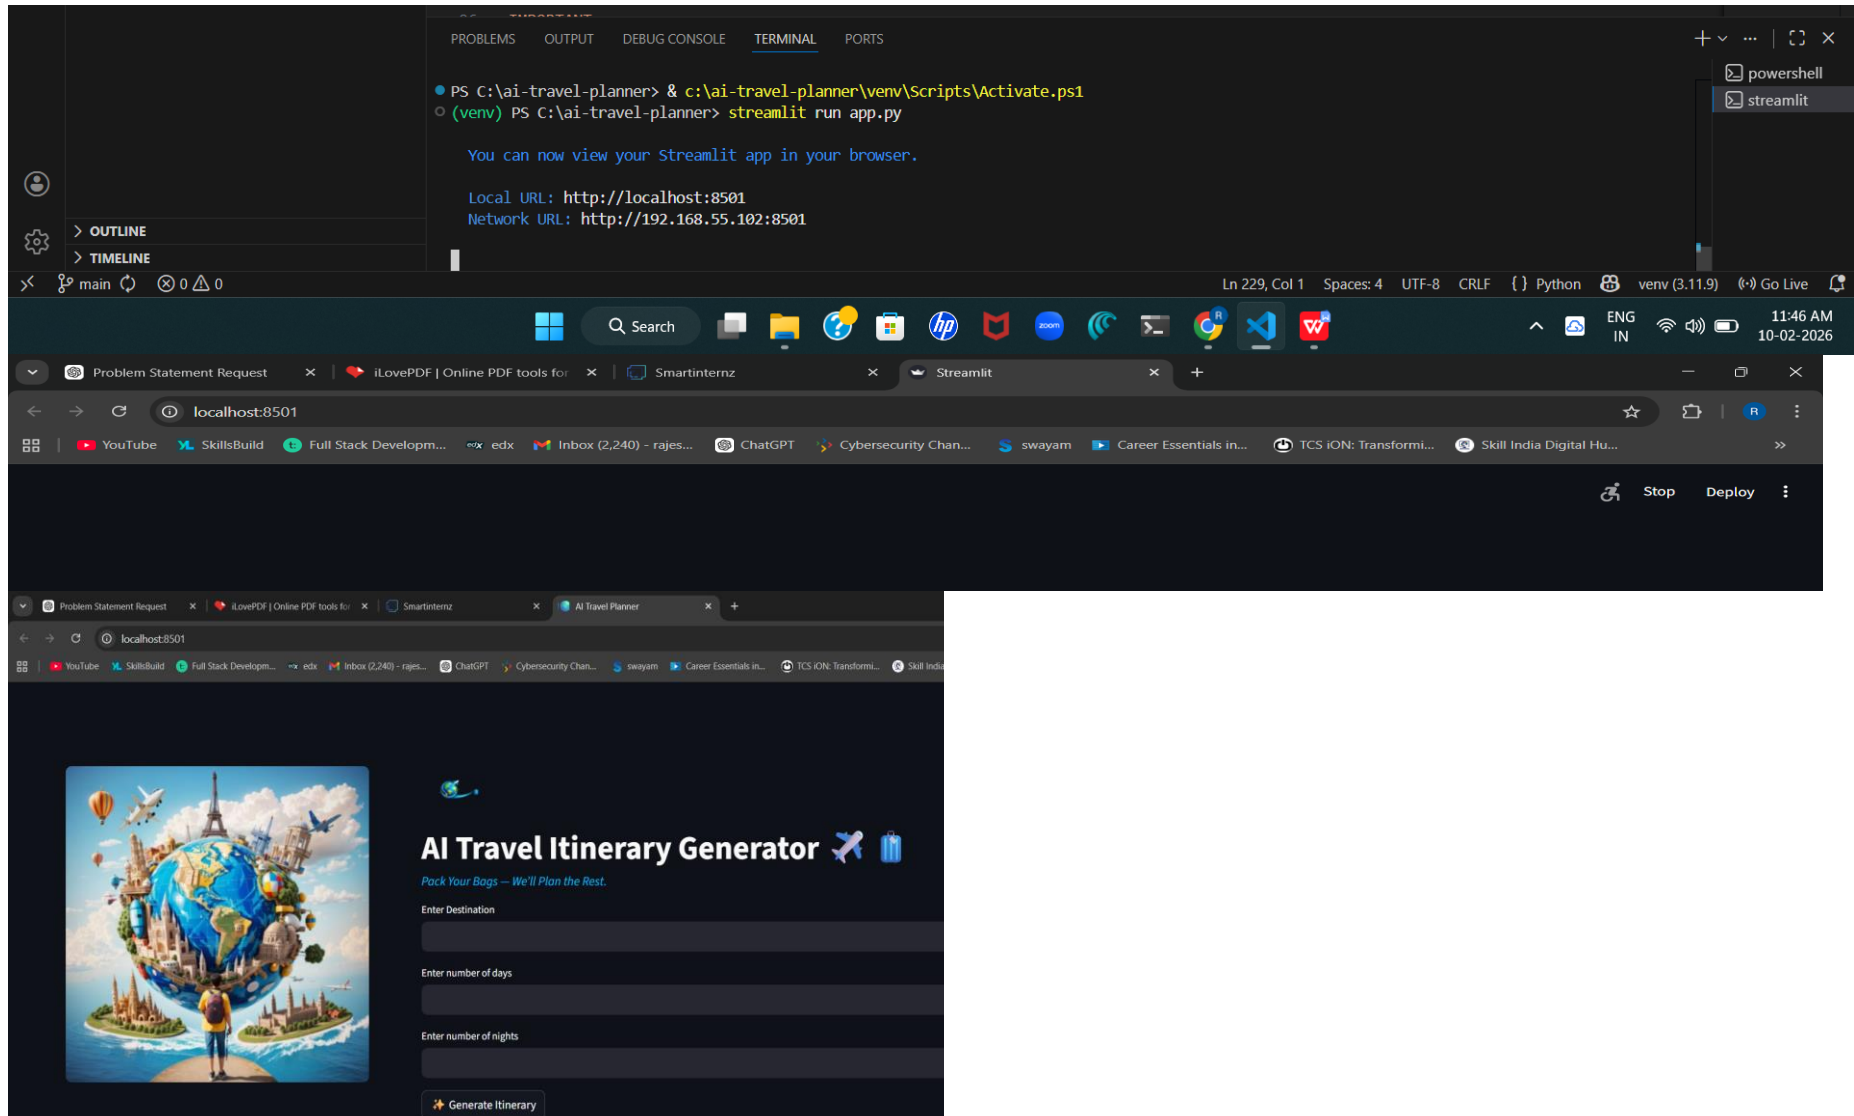 PROBLEMS OUTPUT DEBUG CONSOLE TERMINAL PORTS
powershell
streamlit
PS C:\ai-travel-planner> & c:\ai-travel-planner\venv\Scripts\Activate.ps1
(venv) PS C:\ai-travel-planner> streamlit run app.py
You can now view your Streamlit app in your browser.
Local URL: http://localhost:8501
Network URL: http://192.168.55.102:8501
OUTLINE
TIMELINE
main 0 0 Ln 229, Col 1 Spaces: 4 UTF-8 CRLF { } Python venv (3.11.9) Go Live
Search
ENG
IN
11:46 AM
10-02-2026
Problem Statement Request iLovePDF | Online PDF tools for Smartinternz Streamlit
localhost:8501
YouTube SkillsBuild Full Stack Developm... edx Inbox (2,240) - rajes... ChatGPT Cybersecurity Chan... swayam Career Essentials in... TCS iON: Transformi... Skill India Digital Hu...
Stop Deploy
Problem Statement Request iLovePDF | Online PDF tools for Smartinternz AI Travel Planner
localhost:8501
YouTube SkillsBuild Full Stack Developm... edx Inbox (2,240) - rajes... ChatGPT Cybersecurity Chan... swayam Career Essentials in... TCS iON: Transformi... Skill India
AI Travel Itinerary Generator
Pack Your Bags — We'll Plan the Rest.
Enter Destination
Enter number of days
Enter number of nights
Generate Itinerary